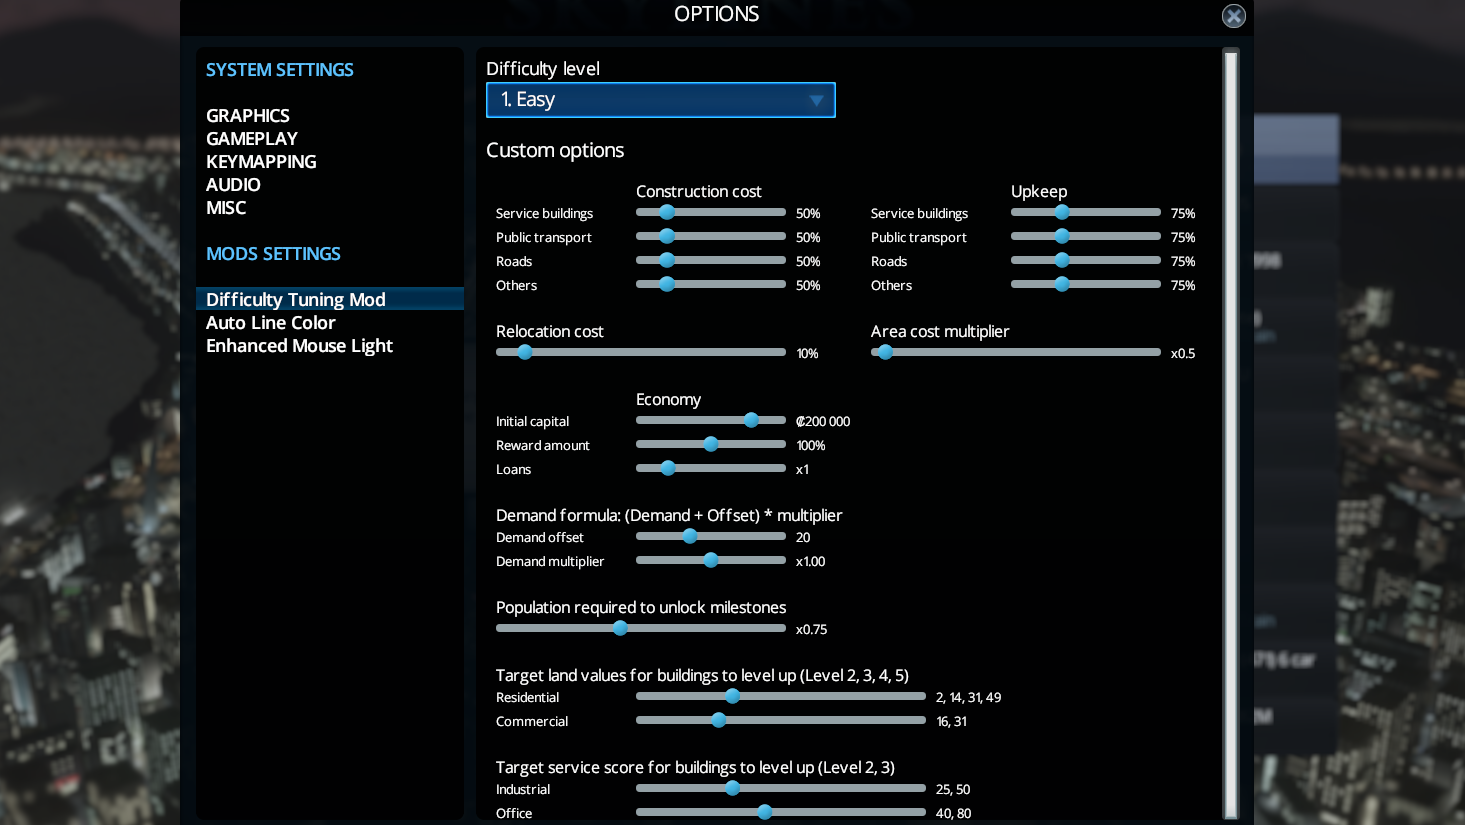 OPTIONS
SYSTEM SETTINGS
GRAPHICS
GAMEPLAY
KEYMAPPING
AUDIO
MISC
MODS SETTINGS
Difficulty Tuning Mod
Auto Line Color
Enhanced Mouse Light
Difficulty level
1. Easy
Custom options
Construction cost
Service buildings 50%
Public transport 50%
Roads 50%
Others 50%
Upkeep
Service buildings 75%
Public transport 75%
Roads 75%
Others 75%
Relocation cost
10%
Area cost multiplier
x0.5
Economy
Initial capital ₡200 000
Reward amount 100%
Loans x1
Demand formula: (Demand + Offset) * multiplier
Demand offset 20
Demand multiplier x1.00
Population required to unlock milestones
x0.75
Target land values for buildings to level up (Level 2, 3, 4, 5)
Residential 2, 14, 31, 49
Commercial 16, 31
Target service score for buildings to level up (Level 2, 3)
Industrial 25, 50
Office 40, 80